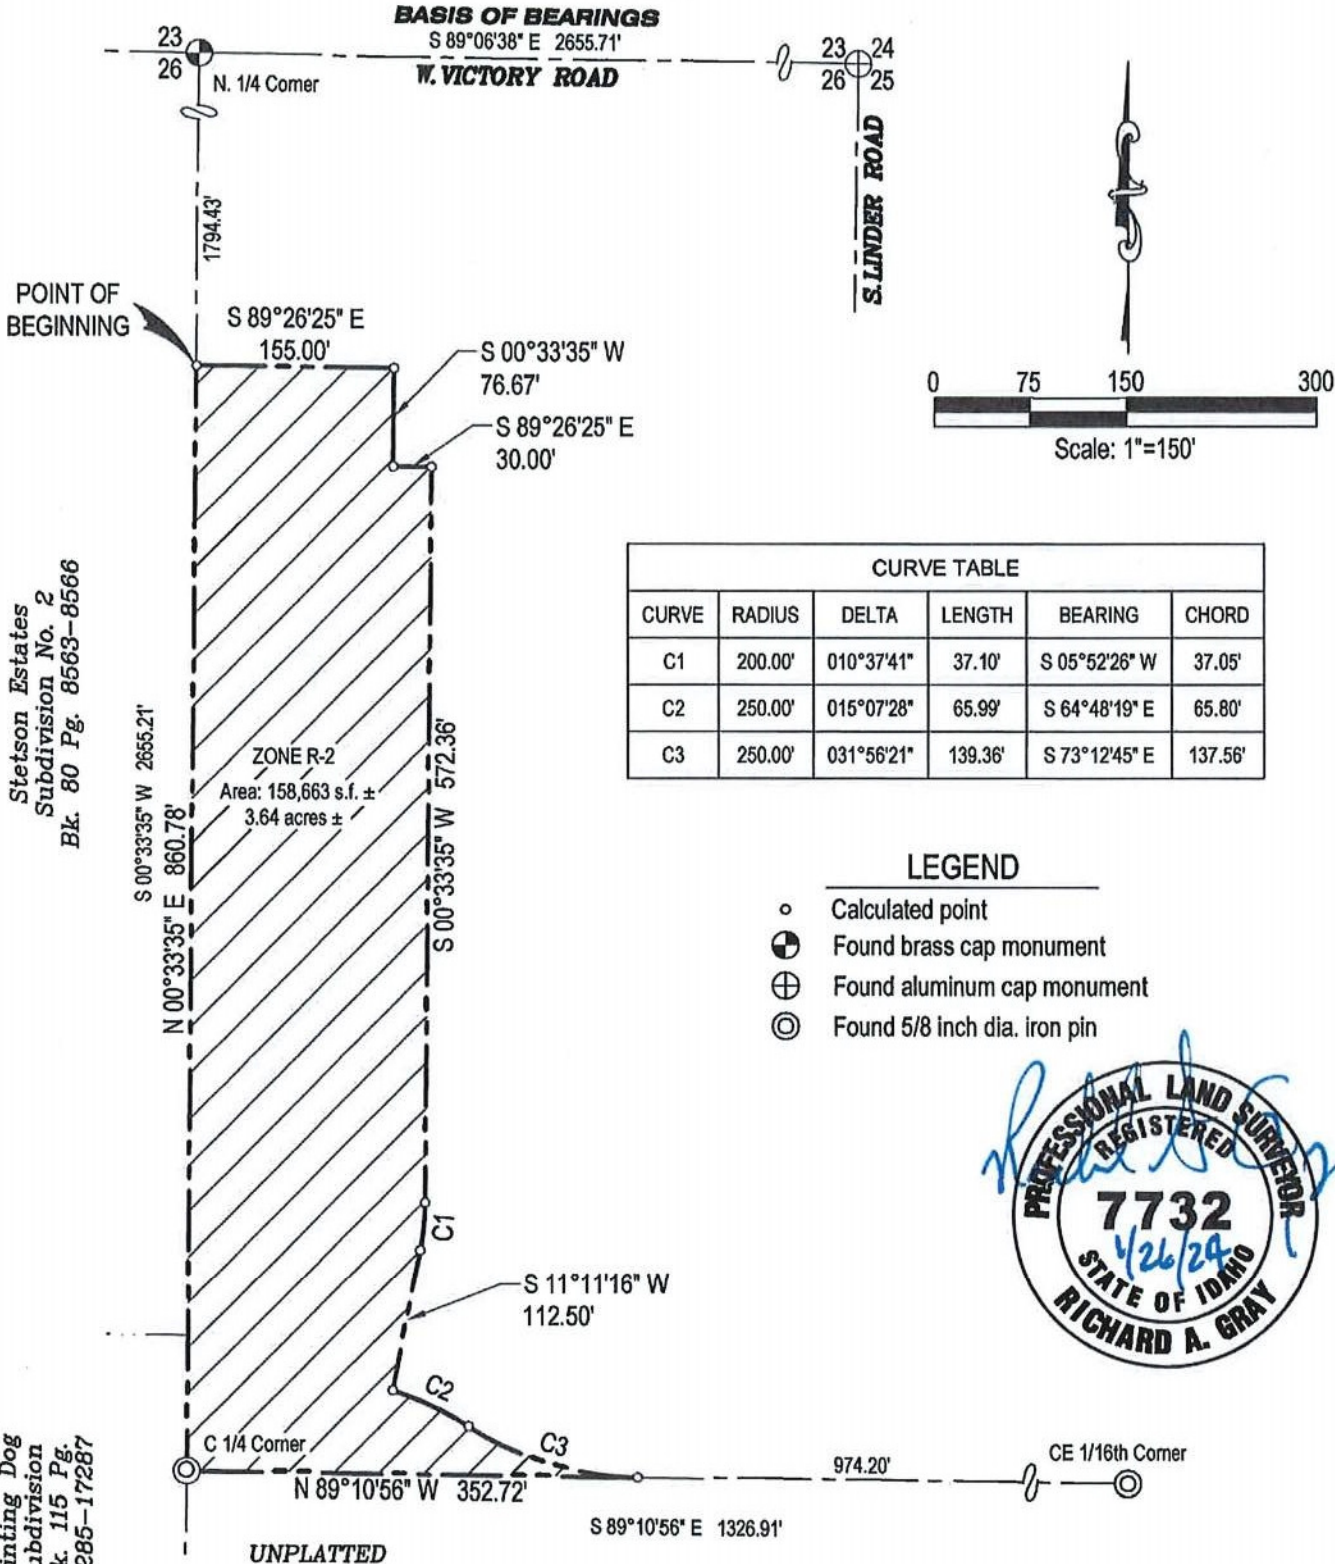 BASIS OF BEARINGS
S 89°06'38" E 2655.71'
W. VICTORY ROAD
23
26
N. 1/4 Corner
23 24
26 25
S. LINDER ROAD
1794.43'
POINT OF
BEGINNING
S 89°26'25" E
155.00'
S 00°33'35" W
76.67'
S 89°26'25" E
30.00'
0 75 150 300
Scale: 1"=150'
CURVE TABLE
CURVE RADIUS DELTA LENGTH BEARING CHORD
C1 200.00' 010°37'41" 37.10' S 05°52'26" W 37.05'
C2 250.00' 015°07'28" 65.99' S 64°48'19" E 65.80'
C3 250.00' 031°56'21" 139.36' S 73°12'45" E 137.56'
Stetson Estates
Subdivision No. 2
Bk. 80 Pg. 8563-8566
S 00°33'35" W 2655.21'
N 00°33'35" E 860.78'
ZONE R-2
Area: 158,663 s.f. ±
3.64 acres ±
S 00°33'35" W 572.36'
LEGEND
Calculated point
Found brass cap monument
Found aluminum cap monument
Found 5/8 inch dia. iron pin
PROFESSIONAL LAND SURVEYOR
REGISTERED
7732
1/26/24
STATE OF IDAHO
RICHARD A. GRAY
C1
S 11°11'16" W
112.50'
C2
C3
C 1/4 Corner
N 89°10'56" W 352.72'
974.20'
CE 1/16th Corner
S 89°10'56" E 1326.91'
UNPLATTED
inting Dog
ubdivision
k. 115 Pg.
285-17287